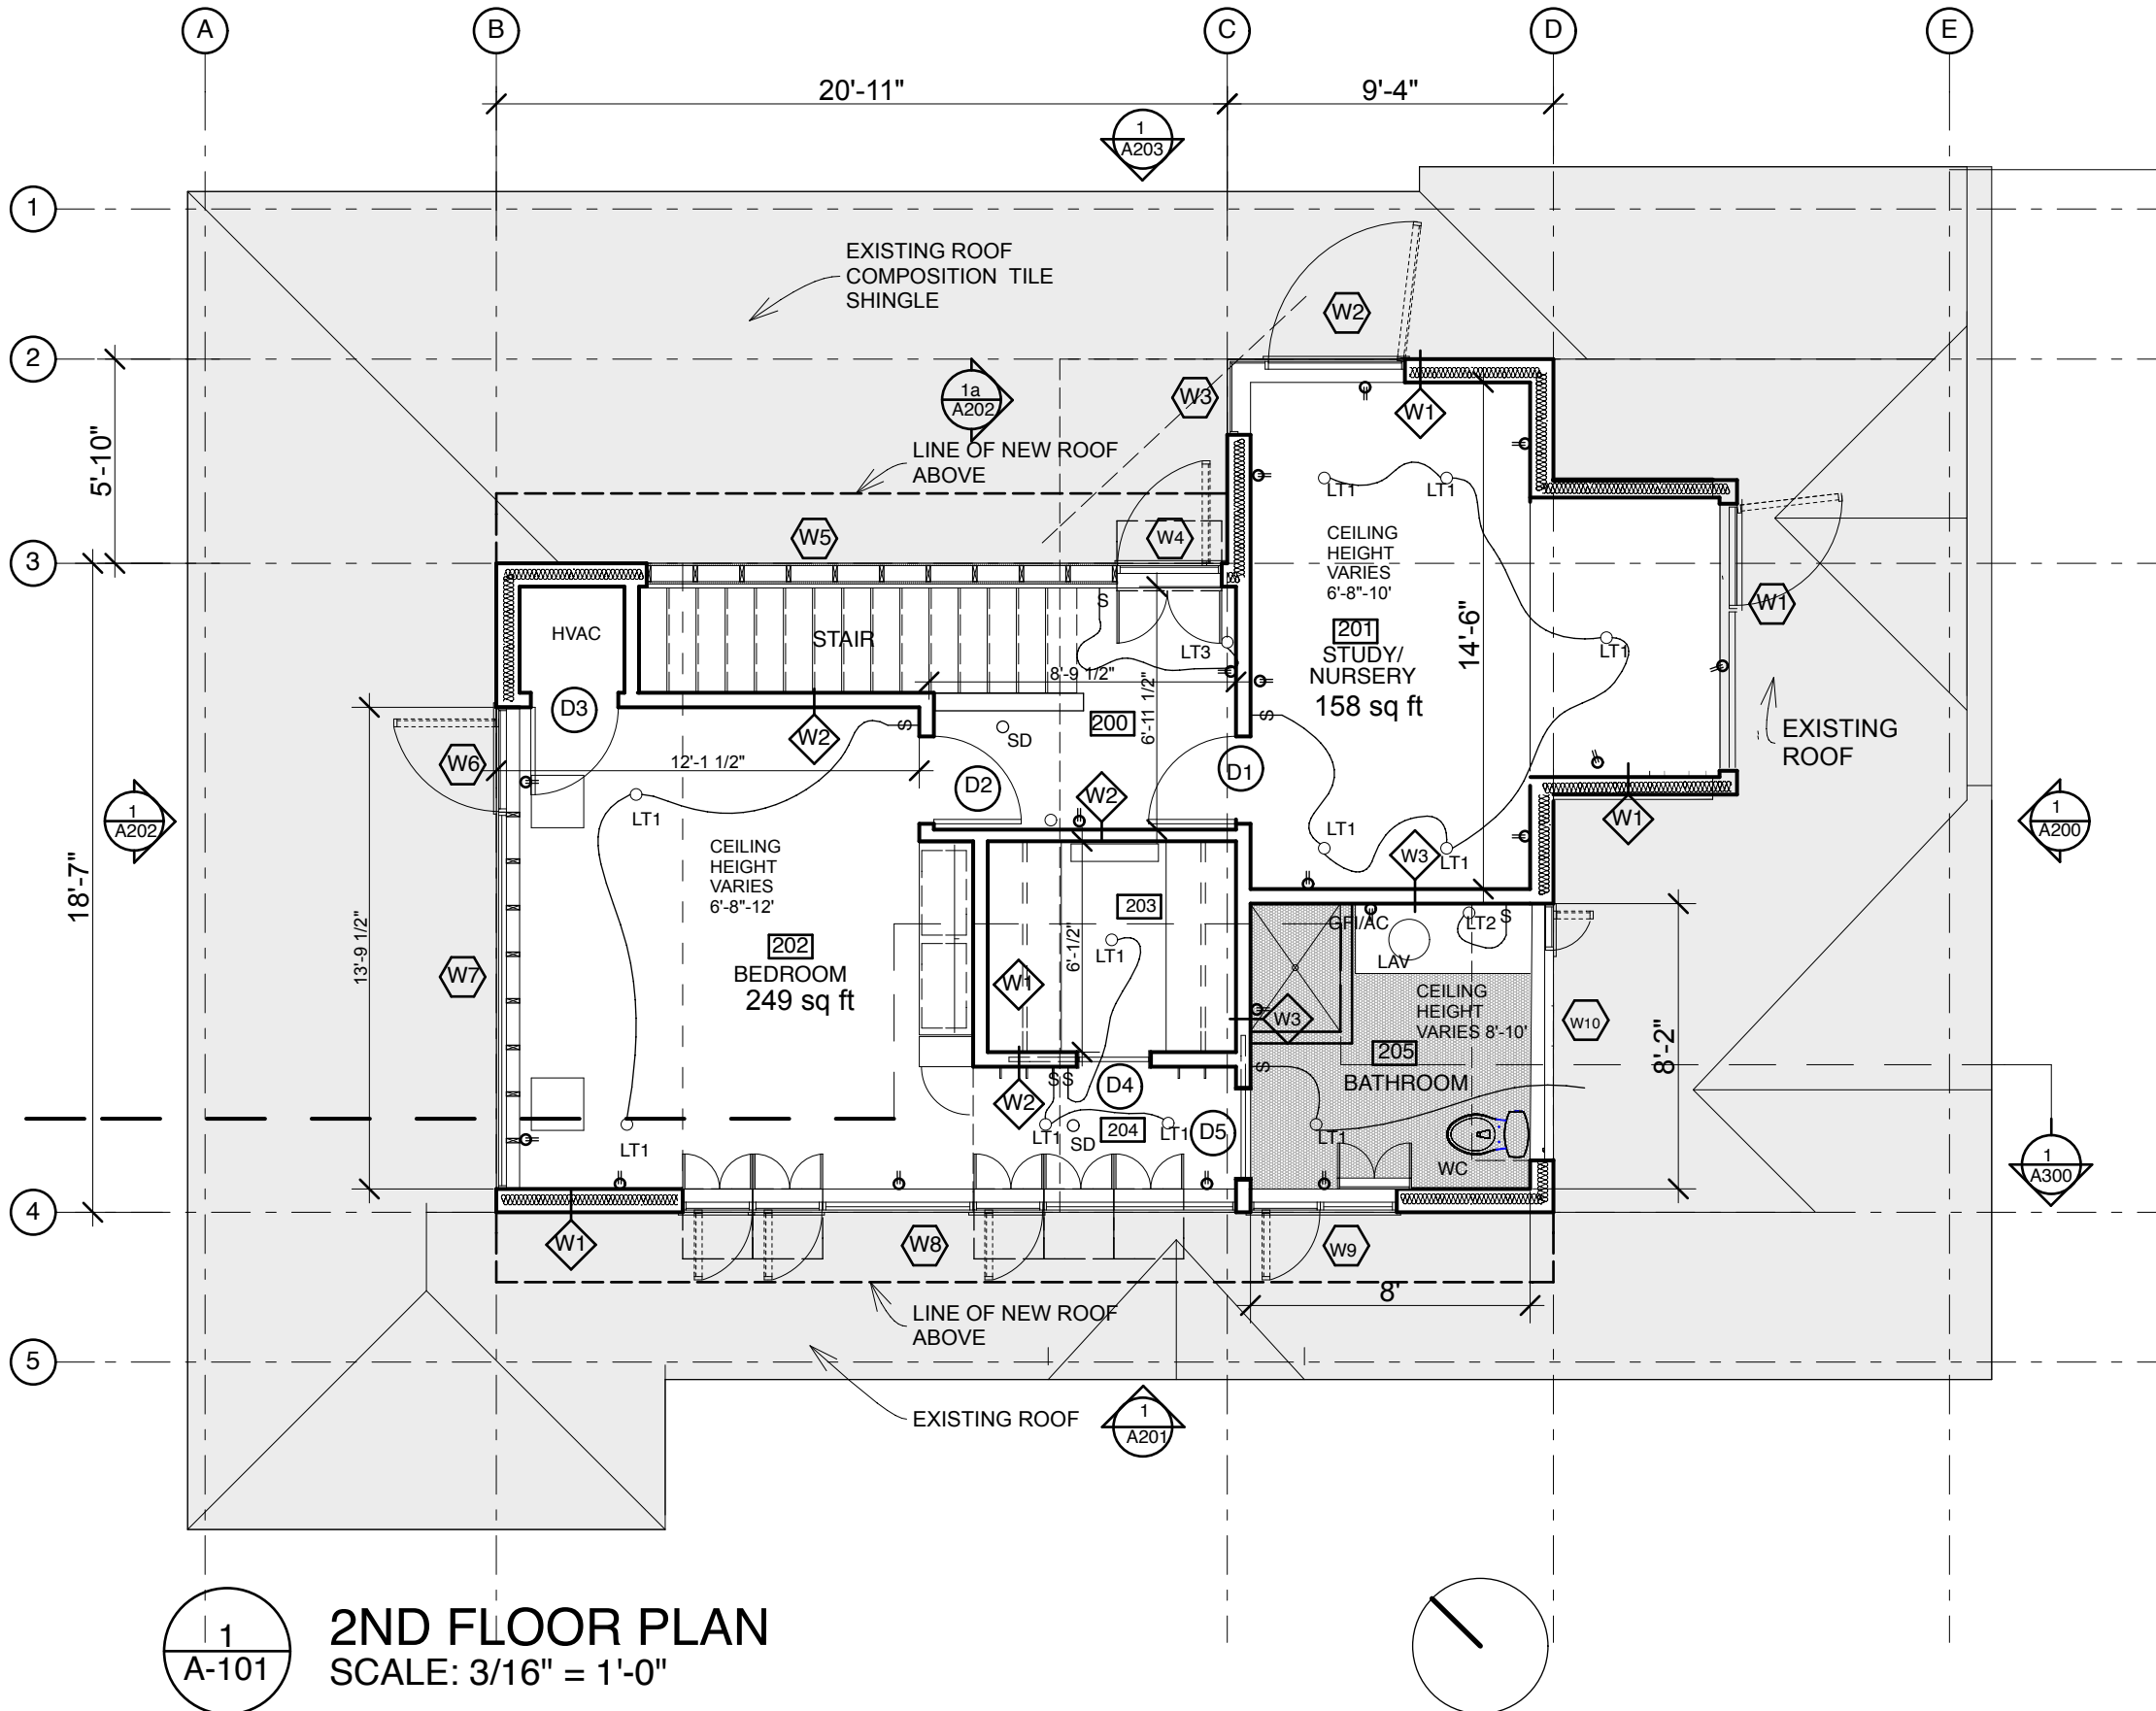 A
B
C
D
E
20'-11"
9'-4"
1
A203
1
EXISTING ROOF
COMPOSITION TILE
SHINGLE
W2
2
1a
A202
W3
W1
5'-10"
LINE OF NEW ROOF
ABOVE
LT1
LT1
W5
W4
CEILING
HEIGHT
VARIES
6'-8"-10'
3
W1
HVAC
STAIR
S
LT3
8'-9 1/2"
201
STUDY/
NURSERY
158 sq ft
14'-6"
LT1
D3
W2
S
200
6'-11 1/2"
S
SD
EXISTING
ROOF
W6
12'-1 1/2"
D2
D1
W2
1
A202
LT1
LT1
W3
LT1
W1
1
A200
18'-7"
CEILING
HEIGHT
VARIES
6'-8"-12'
13'-9 1/2"
203
GFI/AC
LT2
S
202
BEDROOM
249 sq ft
6'-1/2"
LT1
LAV
W7
W1
W3
CEILING
HEIGHT
VARIES 8'-10'
W10
8'-2"
205
BATHROOM
S
S S
D4
W2
LT1
LT1
SD
204
LT1
D5
LT1
WC
1
A300
4
W1
W8
W9
8'
LINE OF NEW ROOF
ABOVE
5
EXISTING ROOF
1
A201
1
A-101
2ND FLOOR PLAN
SCALE: 3/16" = 1'-0"